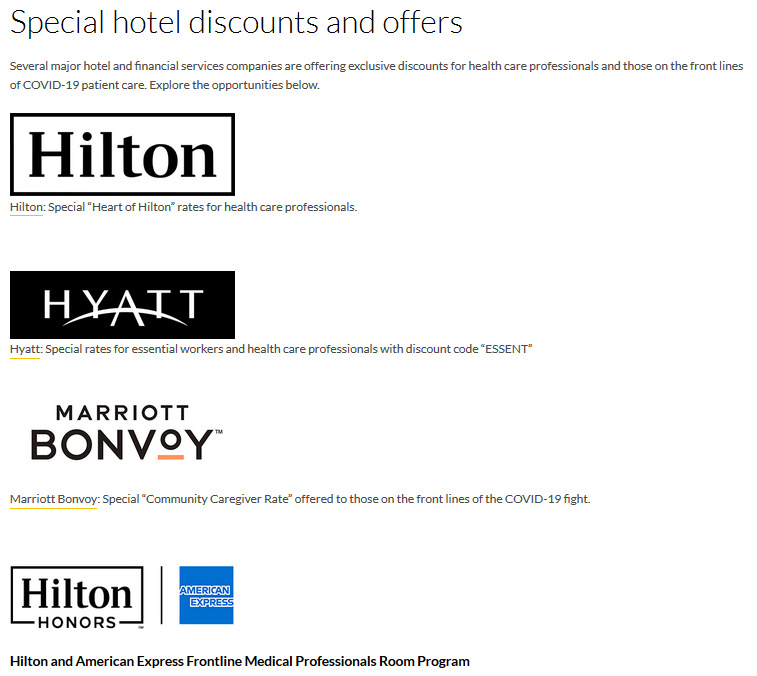 Special hotel discounts and offers
Several major hotel and financial services companies are offering exclusive discounts for health care professionals and those on the front lines
of COVID-19 patient care. Explore the opportunities below.
Hilton
Hilton: Special “Heart of Hilton” rates for health care professionals.
HYATT
Hyatt: Special rates for essential workers and health care professionals with discount code “ESSENT”
MARRIOTT
BONVOY™
Marriott Bonvoy: Special “Community Caregiver Rate” offered to those on the front lines of the COVID-19 fight.
Hilton
HONORS™
AMERICAN
EXPRESS
Hilton and American Express Frontline Medical Professionals Room Program